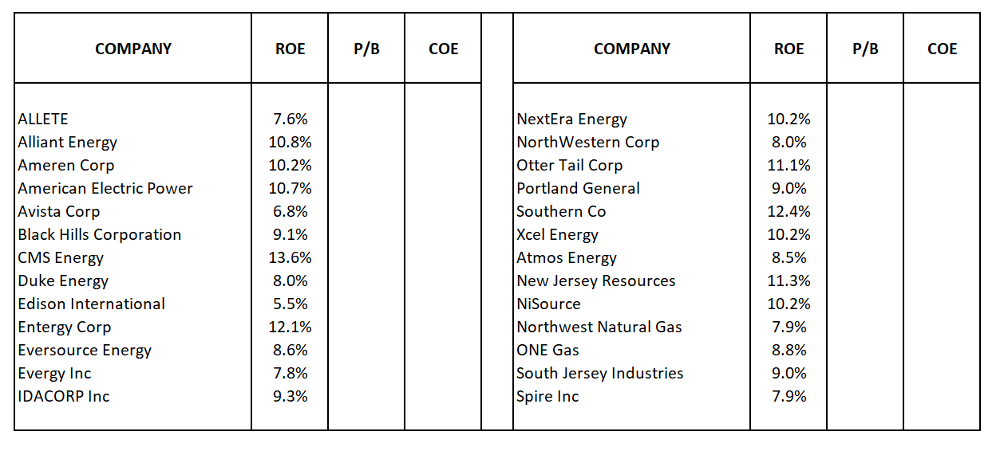 COMPANY ROE P/B COE COMPANY ROE P/B COE
ALLETE 7.6% NextEra Energy 10.2%
Alliant Energy 10.8% NorthWestern Corp 8.0%
Ameren Corp 10.2% Otter Tail Corp 11.1%
American Electric Power 10.7% Portland General 9.0%
Avista Corp 6.8% Southern Co 12.4%
Black Hills Corporation 9.1% Xcel Energy 10.2%
CMS Energy 13.6% Atmos Energy 8.5%
Duke Energy 8.0% New Jersey Resources 11.3%
Edison International 5.5% NiSource 10.2%
Entergy Corp 12.1% Northwest Natural Gas 7.9%
Eversource Energy 8.6% ONE Gas 8.8%
Evergy Inc 7.8% South Jersey Industries 9.0%
IDACORP Inc 9.3% Spire Inc 7.9%